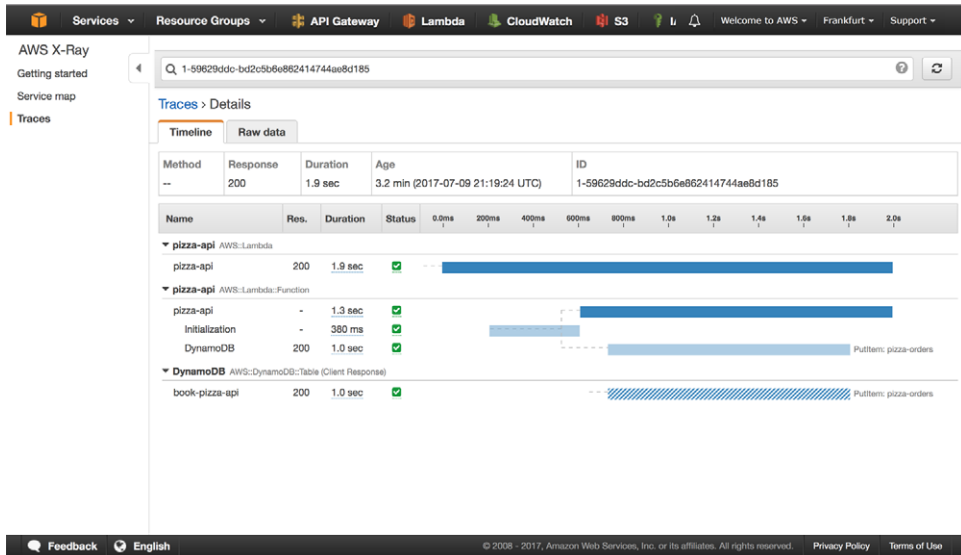 Services Resource Groups API Gateway Lambda CloudWatch S3 Welcome to AWS Frankfurt Support
AWS X-Ray
Getting started
Service map
Traces
1-59629ddc-bd2c5b6e862414744ae8d185
Traces > Details
Timeline Raw data
Method Response Duration Age ID
-- 200 1.9 sec 3.2 min (2017-07-09 21:19:24 UTC) 1-59629ddc-bd2c5b6e862414744ae8d185
Name Res. Duration Status 0.0ms 200ms 400ms 600ms 800ms 1.0s 1.2s 1.4s 1.6s 1.8s 2.0s
pizza-api AWS::Lambda
pizza-api 200 1.9 sec
pizza-api AWS::Lambda::Function
pizza-api - 1.3 sec
Initialization - 380 ms
DynamoDB 200 1.0 sec PutItem: pizza-orders
DynamoDB AWS::DynamoDB::Table (Client Response)
book-pizza-api 200 1.0 sec PutItem: pizza-orders
Feedback English © 2008 - 2017, Amazon Web Services, Inc. or its affiliates. All rights reserved. Privacy Policy Terms of Use